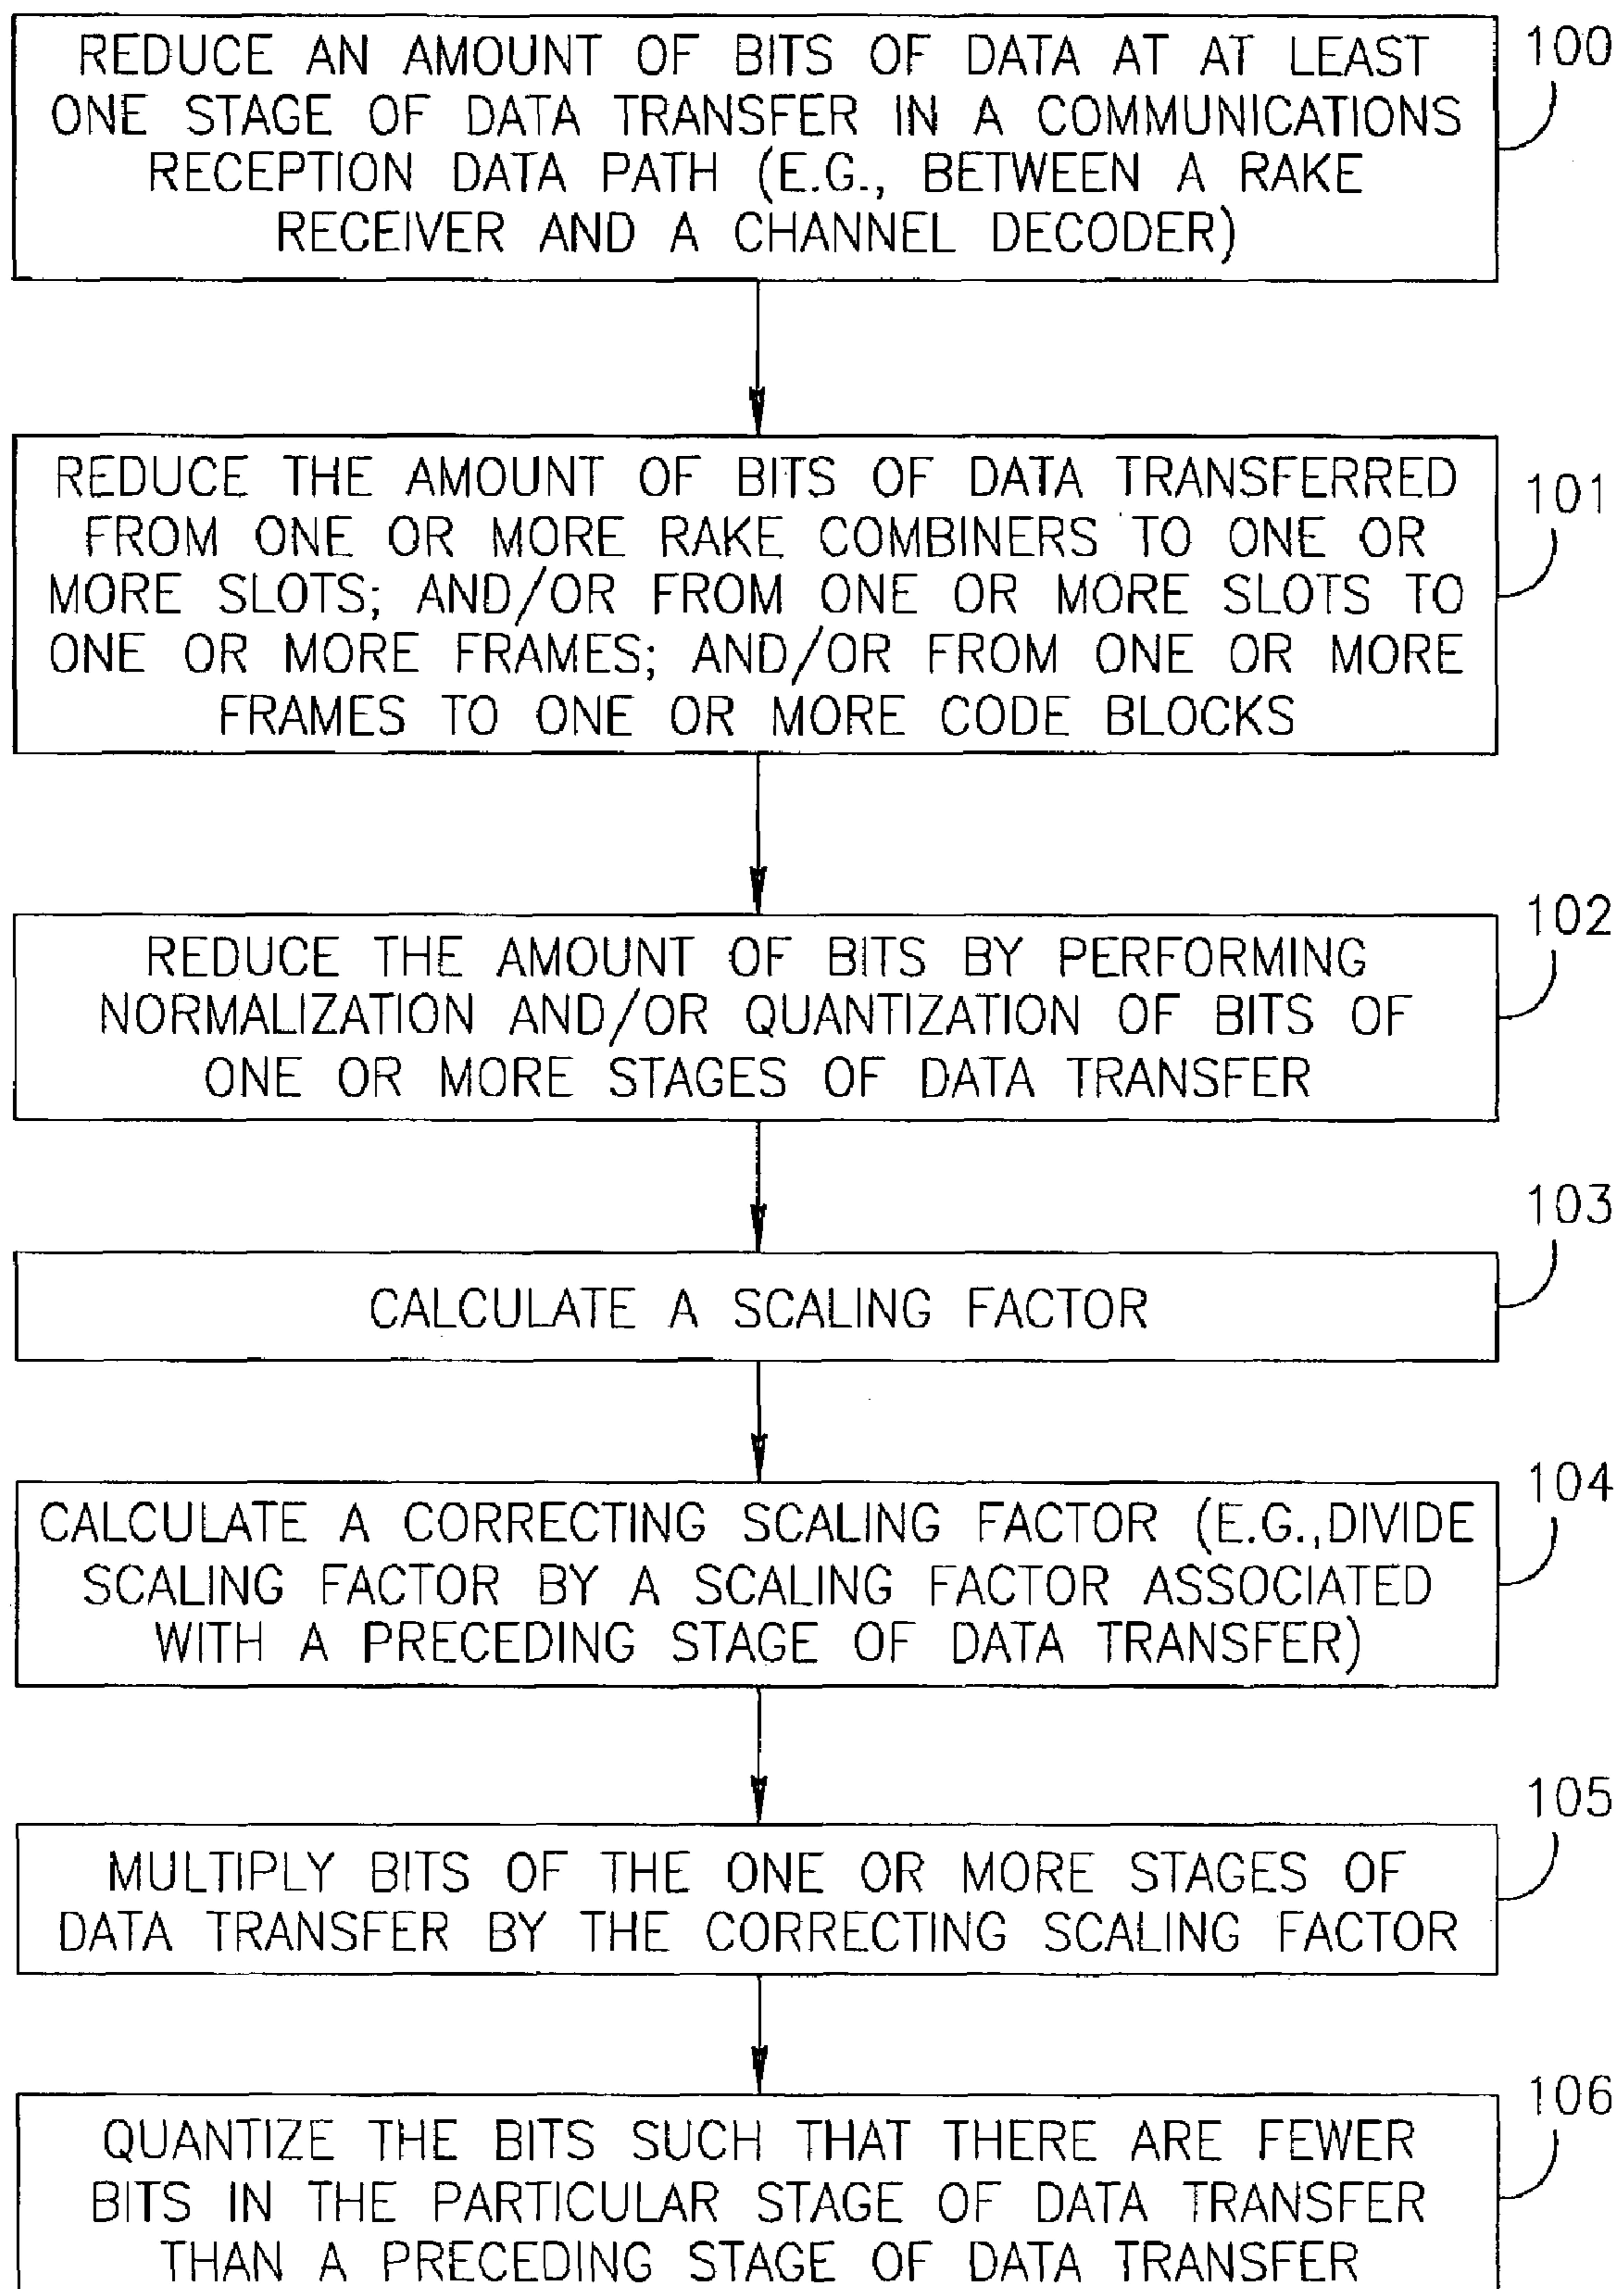 REDUCE AN AMOUNT OF BITS OF DATA AT AT LEAST
ONE STAGE OF DATA TRANSFER IN A COMMUNICATIONS
RECEPTION DATA PATH (E.G., BETWEEN A RAKE
RECEIVER AND A CHANNEL DECODER)
100
REDUCE THE AMOUNT OF BITS OF DATA TRANSFERRED
FROM ONE OR MORE RAKE COMBINERS TO ONE OR
MORE SLOTS; AND/OR FROM ONE OR MORE SLOTS TO
ONE OR MORE FRAMES; AND/OR FROM ONE OR MORE
FRAMES TO ONE OR MORE CODE BLOCKS
101
REDUCE THE AMOUNT OF BITS BY PERFORMING
NORMALIZATION AND/OR QUANTIZATION OF BITS OF
ONE OR MORE STAGES OF DATA TRANSFER
102
CALCULATE A SCALING FACTOR
103
CALCULATE A CORRECTING SCALING FACTOR (E.G.,DIVIDE
SCALING FACTOR BY A SCALING FACTOR ASSOCIATED
WITH A PRECEDING STAGE OF DATA TRANSFER)
104
MULTIPLY BITS OF THE ONE OR MORE STAGES OF
DATA TRANSFER BY THE CORRECTING SCALING FACTOR
105
QUANTIZE THE BITS SUCH THAT THERE ARE FEWER
BITS IN THE PARTICULAR STAGE OF DATA TRANSFER
THAN A PRECEDING STAGE OF DATA TRANSFER
106